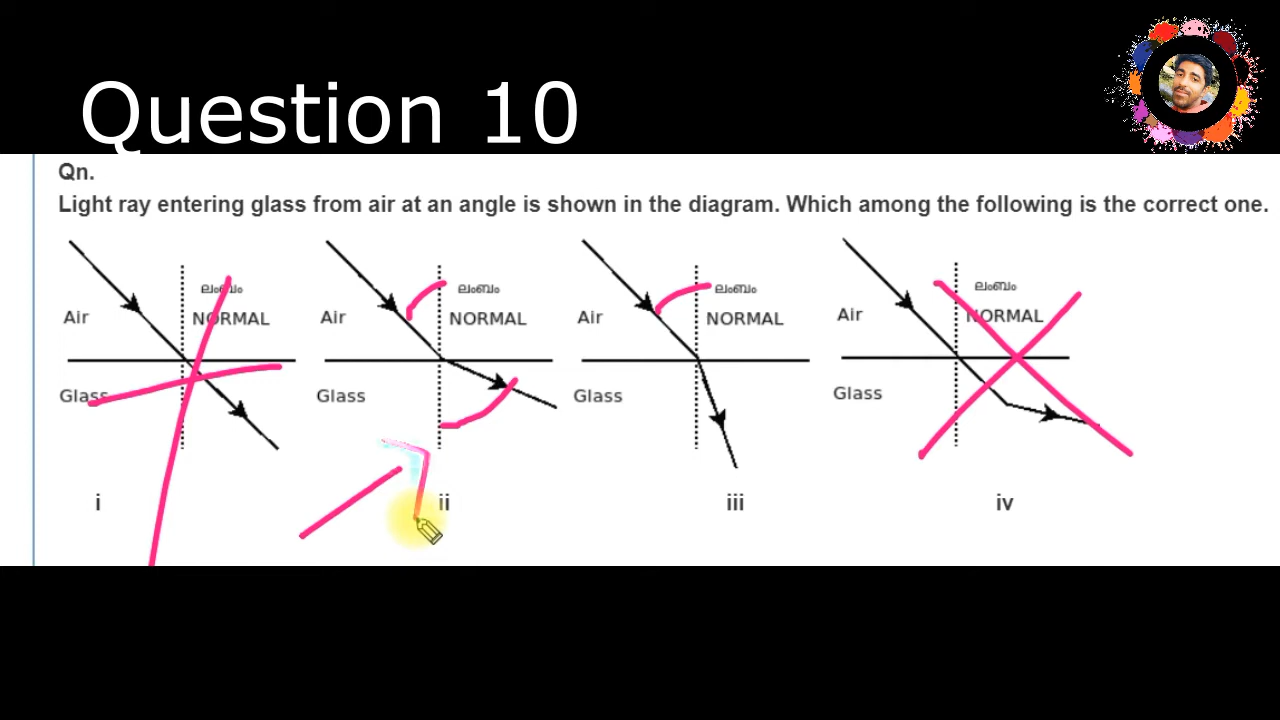 Question 10
Qn.
Light ray entering glass from air at an angle is shown in the diagram. Which among the following is the correct one.
ലംബം ലംബം ലംബം ലംബം
Air NORMAL Air NORMAL Air NORMAL Air NORMAL
Glass Glass Glass Glass
i ii iii iv